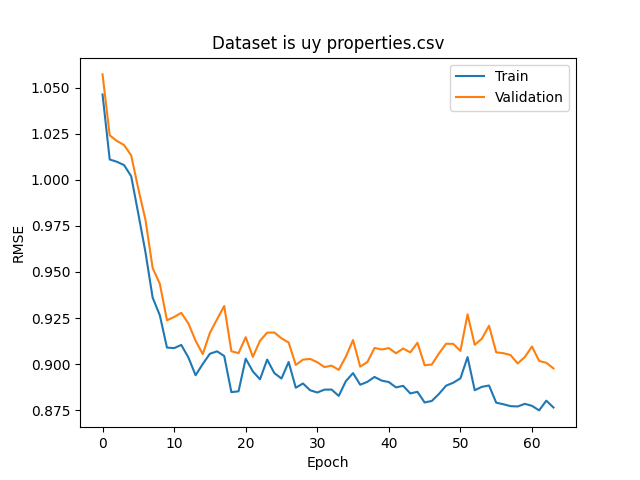 Dataset is uy properties.csv
Train
Validation
RMSE
1.050
1.025
1.000
0.975
0.950
0.925
0.900
0.875
0 10 20 30 40 50 60
Epoch